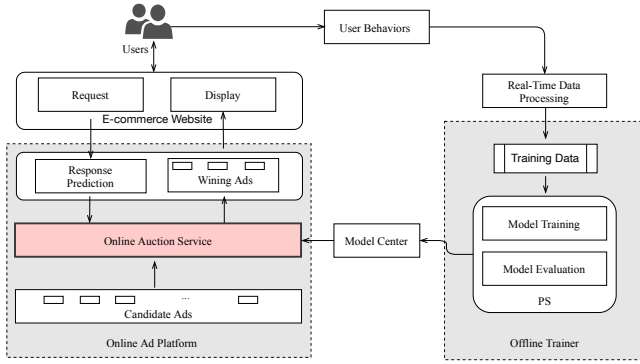 Users
User Behaviors
Request
Display
E-commerce Website
Real-Time Data
Processing
Training Data
Response
Prediction
Wining Ads
Model Training
Online Auction Service
Model Center
Model Evaluation
PS
...
Candidate Ads
Online Ad Platform
Offline Trainer